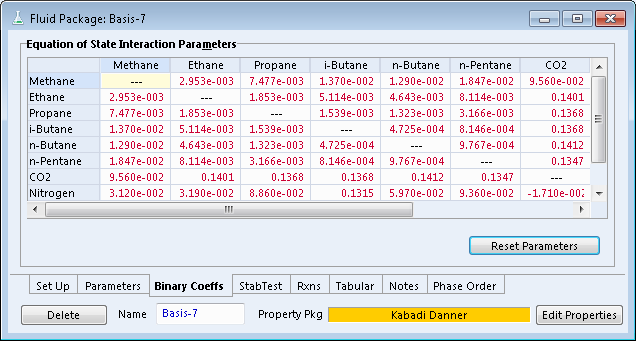 Fluid Package: Basis-7
Equation of State Interaction Parameters
Methane Ethane Propane i-Butane n-Butane n-Pentane CO2
Methane --- 2.953e-003 7.477e-003 1.370e-002 1.290e-002 1.847e-002 9.560e-002
Ethane 2.953e-003 --- 1.853e-003 5.114e-003 4.643e-003 8.114e-003 0.1401
Propane 7.477e-003 1.853e-003 --- 1.539e-003 1.323e-003 3.166e-003 0.1368
i-Butane 1.370e-002 5.114e-003 1.539e-003 --- 4.725e-004 8.146e-004 0.1368
n-Butane 1.290e-002 4.643e-003 1.323e-003 4.725e-004 --- 9.767e-004 0.1412
n-Pentane 1.847e-002 8.114e-003 3.166e-003 8.146e-004 9.767e-004 --- 0.1347
CO2 9.560e-002 0.1401 0.1368 0.1368 0.1412 0.1347 ---
Nitrogen 3.120e-002 3.190e-002 8.860e-002 0.1315 5.970e-002 9.360e-002 -1.710e-002
Reset Parameters
Set Up Parameters Binary Coeffs StabTest Rxns Tabular Notes Phase Order
Delete Name Basis-7 Property Pkg Kabadi Danner Edit Properties